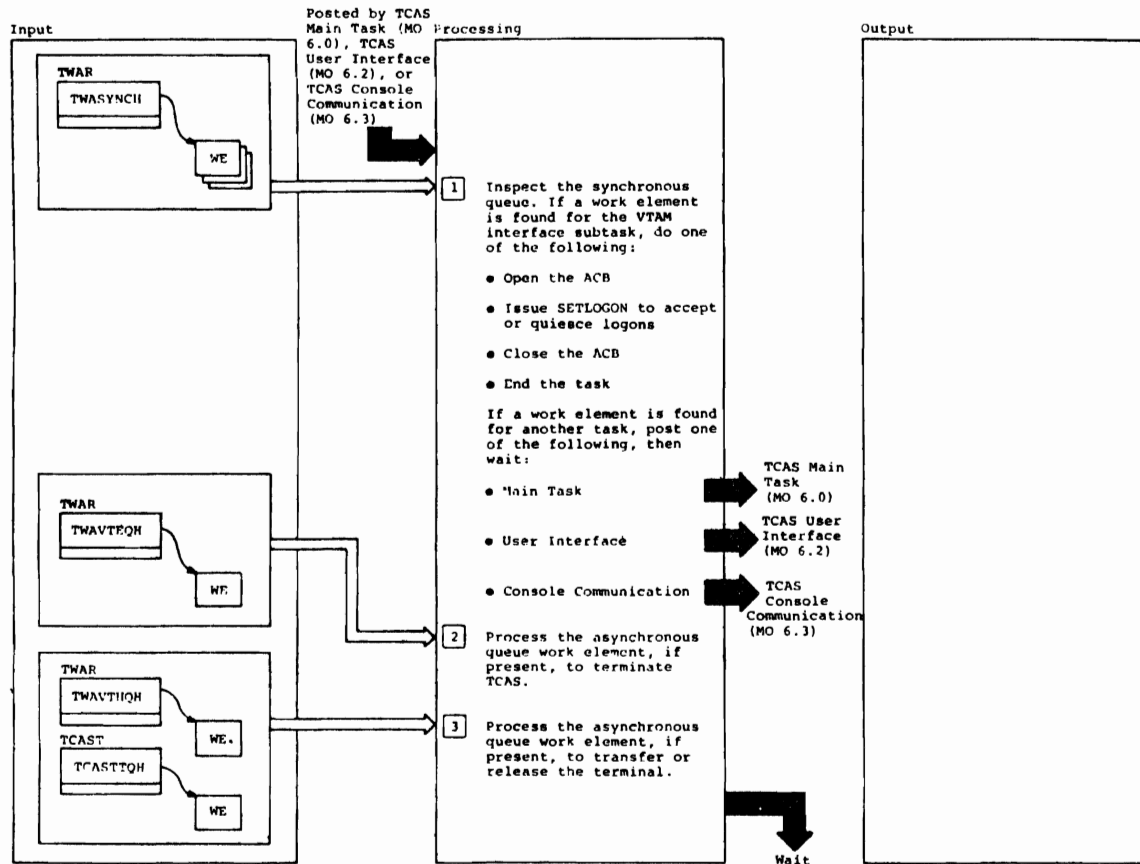 Posted by TCAS
Main Task (MO
6.0), TCAS
User Interface
(MO 6.2), or
TCAS Console
Communication
(MO 6.3)
Input
Processing
Output
TWAR
TWASYNCH
WE
1
Inspect the synchronous
queue. If a work element
is found for the VTAM
interface subtask, do one
of the following:
• Open the ACB
• Issue SETLOGON to accept
or quiesce logons
• Close the ACB
• End the task
If a work element is found
for another task, post one
of the following, then
wait:
• Main Task
TCAS Main
Task
(MO 6.0)
• User Interface
TCAS User
Interface
(MO 6.2)
• Console Communication
TCAS
Console
Communication
(MO 6.3)
TWAR
TWAVTEQH
WE
2
Process the asynchronous
queue work element, if
present, to terminate
TCAS.
TWAR
TWAVTHQH
WE.
TCAST
TCASTTQH
WE
3
Process the asynchronous
queue work element, if
present, to transfer or
release the terminal.
Wait